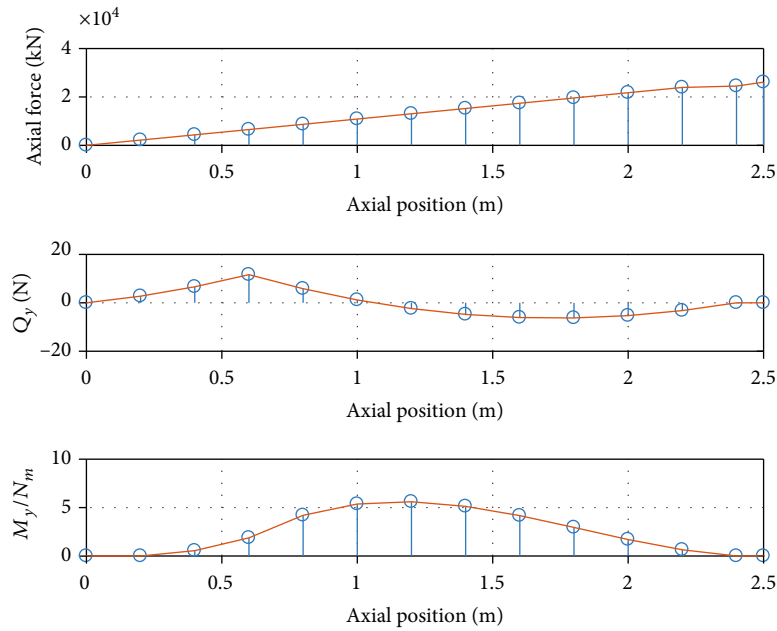 ×10⁴
Axial force (kN)
4
2
0
0 0.5 1 1.5 2 2.5
Axial position (m)
Q_y (N)
20
0
−20
0 0.5 1 1.5 2 2.5
Axial position (m)
M_y/N_m
10
5
0
0 0.5 1 1.5 2 2.5
Axial position (m)